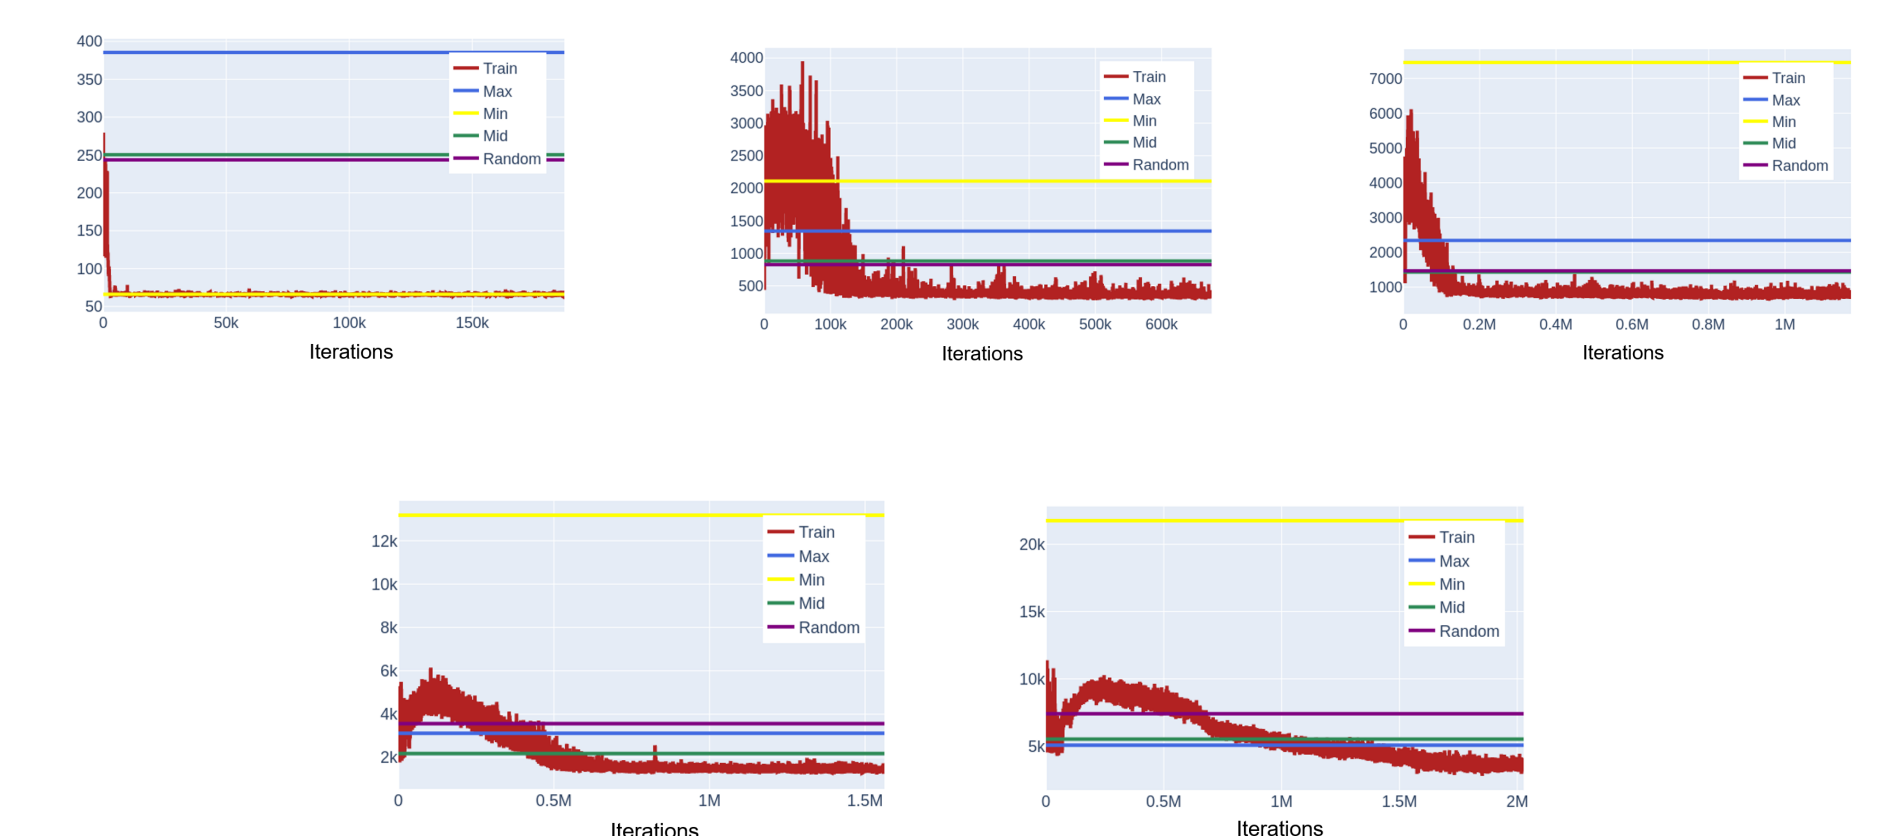 400
350
300
250
200
150
100
50
0
50k
100k
150k
Train
Max
Min
Mid
Random
Iterations
4000
3500
3000
2500
2000
1500
1000
500
0
100k
200k
300k
400k
500k
600k
Train
Max
Min
Mid
Random
Iterations
7000
6000
5000
4000
3000
2000
1000
0
0.2M
0.4M
0.6M
0.8M
1M
Train
Max
Min
Mid
Random
Iterations
12k
10k
8k
6k
4k
2k
0
0.5M
1M
1.5M
Train
Max
Min
Mid
Random
Iterations
20k
15k
10k
5k
0
0.5M
1M
1.5M
2M
Train
Max
Min
Mid
Random
Iterations